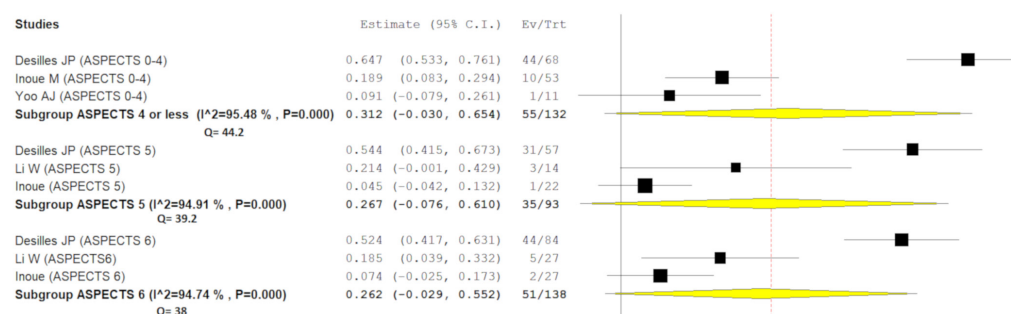 Studies Estimate (95% C.I.) Ev/Trt
Desilles JP (ASPECTS 0-4) 0.647 (0.533, 0.761) 44/68
Inoue M (ASPECTS 0-4) 0.189 (0.083, 0.294) 10/53
Yoo AJ (ASPECTS 0-4) 0.091 (-0.079, 0.261) 1/11
Subgroup ASPECTS 4 or less (I^2=95.48 % , P=0.000) 0.312 (-0.030, 0.654) 55/132
Q= 44.2
Desilles JP (ASPECTS 5) 0.544 (0.415, 0.673) 31/57
Li W (ASPECTS 5) 0.214 (-0.001, 0.429) 3/14
Inoue (ASPECTS 5) 0.045 (-0.042, 0.132) 1/22
Subgroup ASPECTS 5 (I^2=94.91 % , P=0.000) 0.267 (-0.076, 0.610) 35/93
Q= 39.2
Desilles JP (ASPECTS 6) 0.524 (0.417, 0.631) 44/84
Li W (ASPECTS6) 0.185 (0.039, 0.332) 5/27
Inoue (ASPECTS 6) 0.074 (-0.025, 0.173) 2/27
Subgroup ASPECTS 6 (I^2=94.74 % , P=0.000) 0.262 (-0.029, 0.552) 51/138
Q= 38